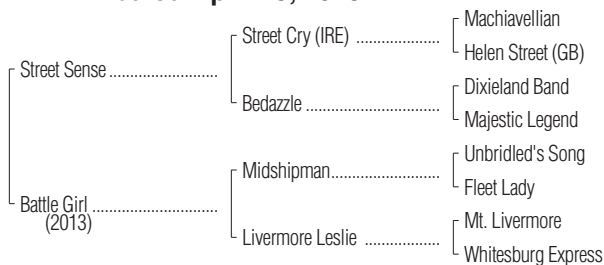 Machiavellian
Street Cry (IRE) ........................
Helen Street (GB)
Street Sense ...............................
Dixieland Band
Bedazzle ......................................
Majestic Legend
Unbridled's Song
Midshipman................................
Fleet Lady
Battle Girl ....................................
(2013)
Mt. Livermore
Livermore Leslie .....................
Whitesburg Express